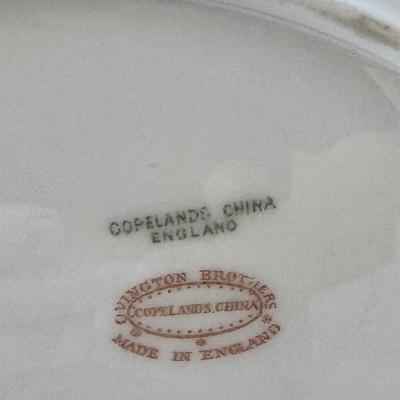 COPELANDS CHINA
ENGLAND
OVINGTON BROTHERS
COPELANDS.CHINA
MADE IN ENGLAND